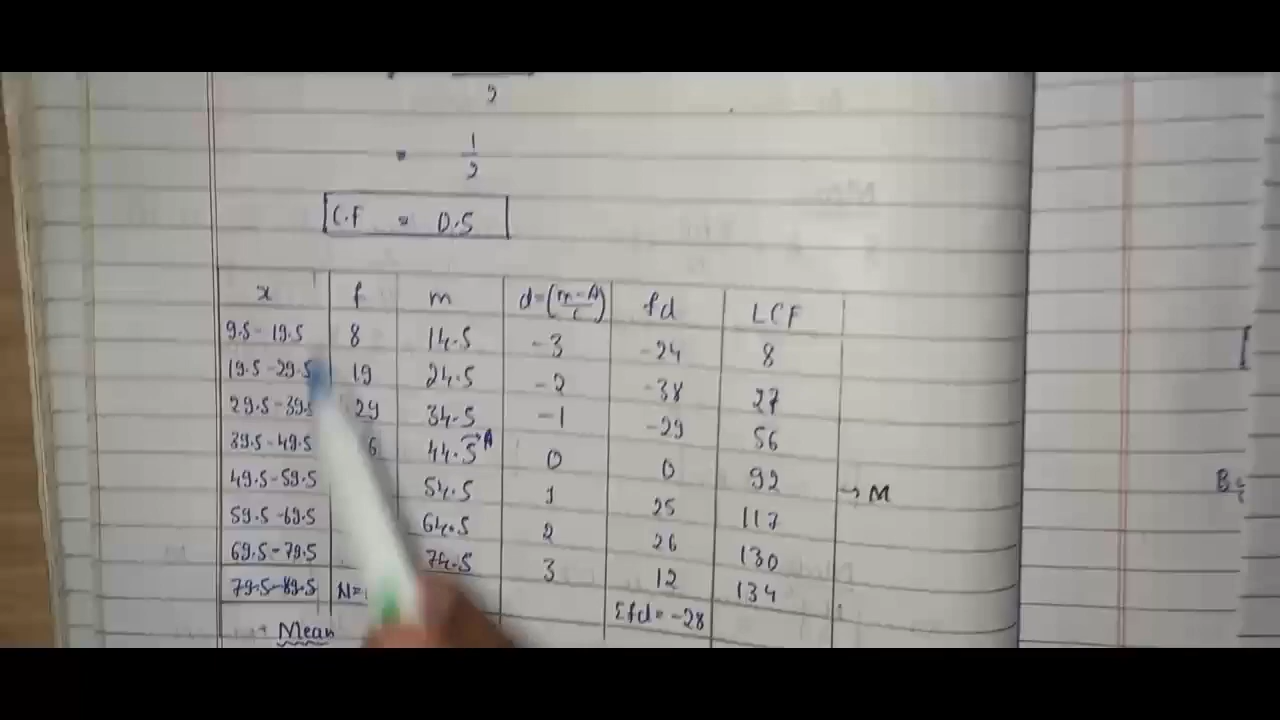 2
= 1
2
C.F = 0.5
x f m d=(m-A/i) fd LCF
9.5-19.5 8 14.5 -3 -24 8
19.5-29.5 19 24.5 -2 -38 27
29.5-39.5 29 34.5 -1 -29 56
39.5-49.5 6 44.5 → A 0 0 92
49.5-59.5 54.5 1 25 117 → M
59.5-69.5 64.5 2 26 130
69.5-79.5 74.5 3 12 134
79.5-89.5 N= Σfd = -28
Mean